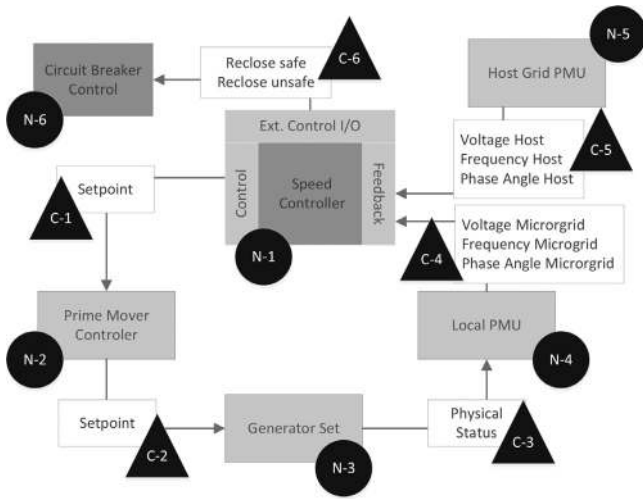 C-6
N-5
Circuit Breaker
Control
Reclose safe
Reclose unsafe
Host Grid PMU
N-6
Ext. Control I/O
C-5
Voltage Host
Frequency Host
Phase Angle Host
Setpoint
C-1
Control
Speed
Controller
Feedback
N-1
C-4
Voltage Microrgrid
Frequency Microgrid
Phase Angle Microrgrid
Prime Mover
Controler
N-2
Local PMU
N-4
Setpoint
C-2
Generator Set
N-3
Physical
Status
C-3